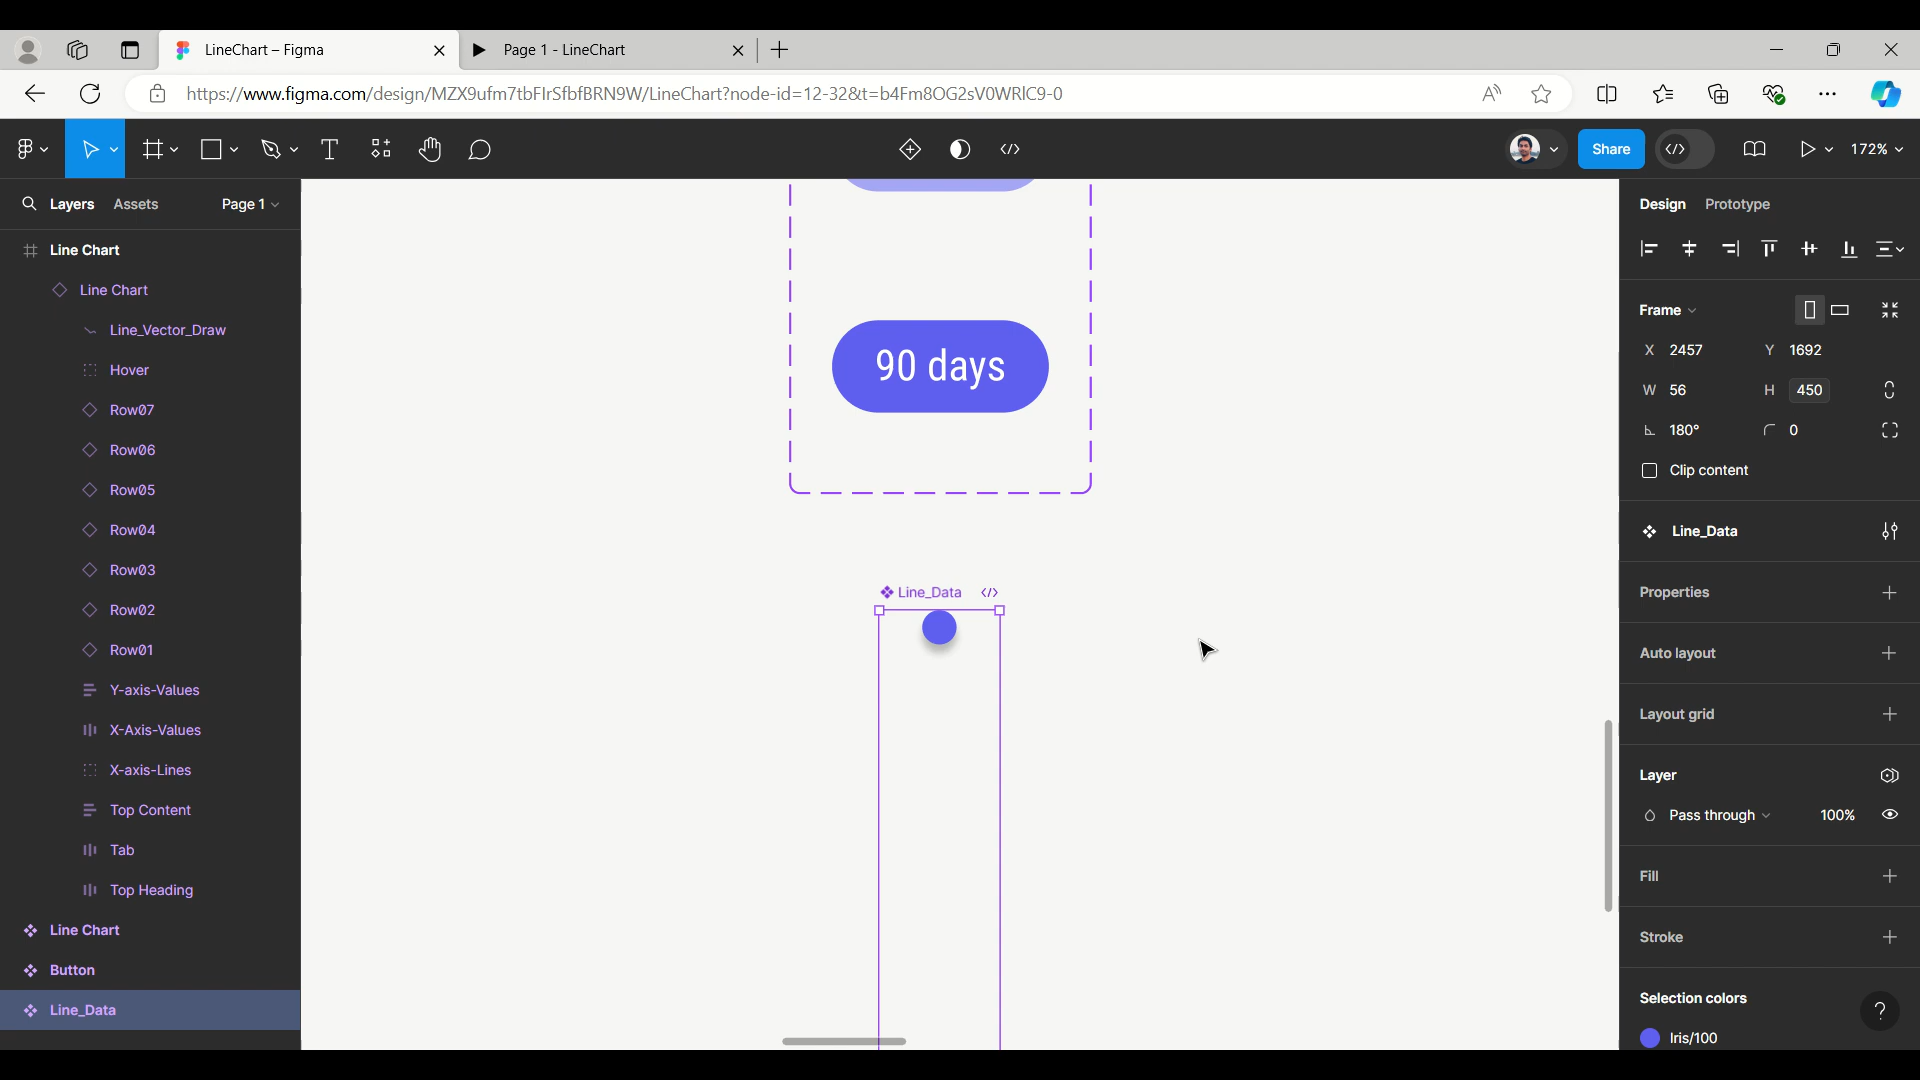 LineChart – Figma
Page 1 - LineChart
https://www.figma.com/design/MZX9ufm7tbFlrSfbfBRN9W/LineChart?node-id=12-32&t=b4Fm8OG2sV0WRlC9-0
Share
172%
Layers
Assets
Page 1
Line Chart
Line Chart
Line_Vector_Draw
Hover
Row07
Row06
Row05
Row04
Row03
Row02
Row01
Y-axis-Values
X-Axis-Values
X-axis-Lines
Top Content
Tab
Top Heading
Line Chart
Button
Line_Data
90 days
Line_Data
Design
Prototype
Frame
X 2457 Y 1692
W 56 H 450
180° 0
Clip content
Line_Data
Properties
Auto layout
Layout grid
Layer
Pass through 100%
Fill
Stroke
Selection colors
Iris/100
?